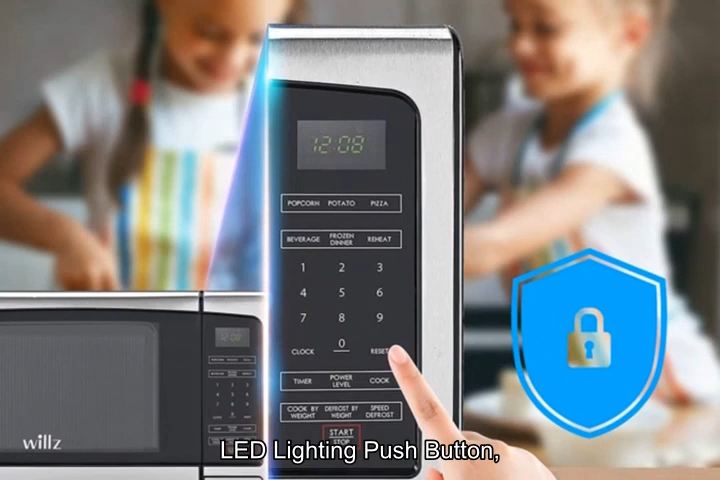 12:08
POPCORN POTATO PIZZA
BEVERAGE FROZEN DINNER REHEAT
1 2 3
4 5 6
7 8 9
CLOCK 0 RESET
TIMER POWER LEVEL COOK
COOK BY WEIGHT DEFROST BY WEIGHT SPEED DEFROST
START
STOP
willz
LED Lighting Push Button,